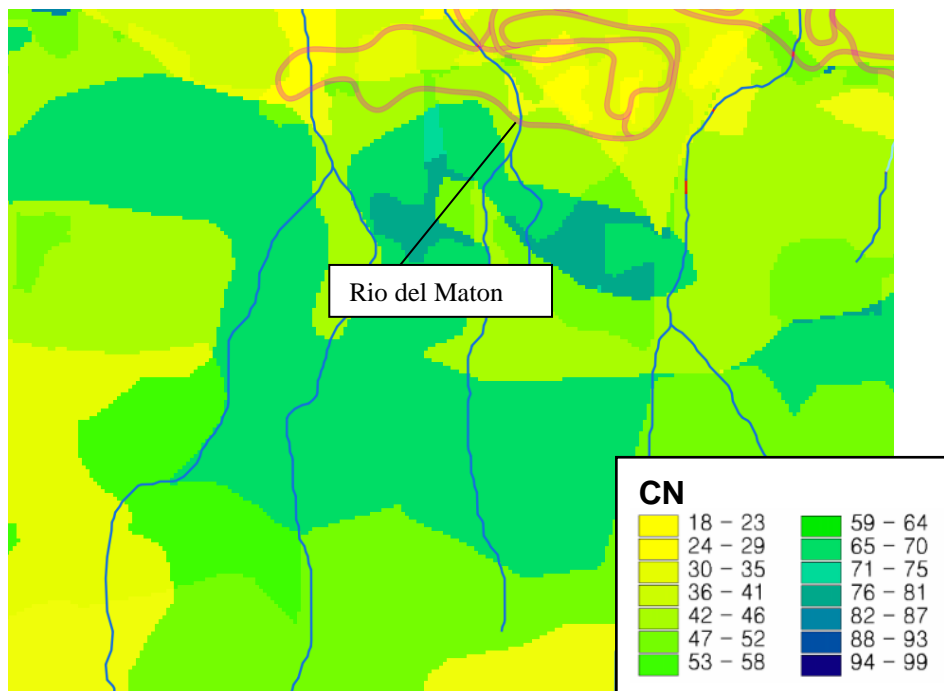 Rio del Maton
CN
18 – 23
24 – 29
30 – 35
36 – 41
42 – 46
47 – 52
53 – 58
59 – 64
65 – 70
71 – 75
76 – 81
82 – 87
88 – 93
94 – 99